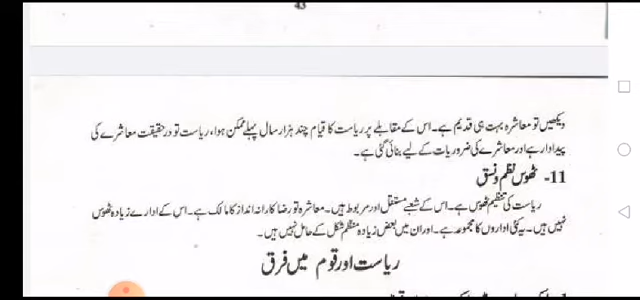 43
دیکھیں تو معاشرہ بہت ہی قدیم ہے۔ اس کے مقابلے پر ریاست کا قیام چند ہزار سال پہلے ممکن ہوا، ریاست تو در حقیقت معاشرے کی
پیداوار ہے اور معاشرے کی ضروریات کے لیے بنائی گئی ہے۔
11- ٹھوس نظم و نسق
ریاست کی تنظیم ٹھوس ہے۔ اس کے شعبے مستقل اور مربوط ہیں۔ معاشرہ تو رضا کارانہ انداز کا مالک ہے۔ اس کے ادارے زیادہ ٹھوس
نہیں ہیں۔ یہ کئی اداروں کا مجموعہ ہے۔ اور ان میں بعض زیادہ منظم شکل کے حامل نہیں ہیں۔
ریاست اور قوم میں فرق